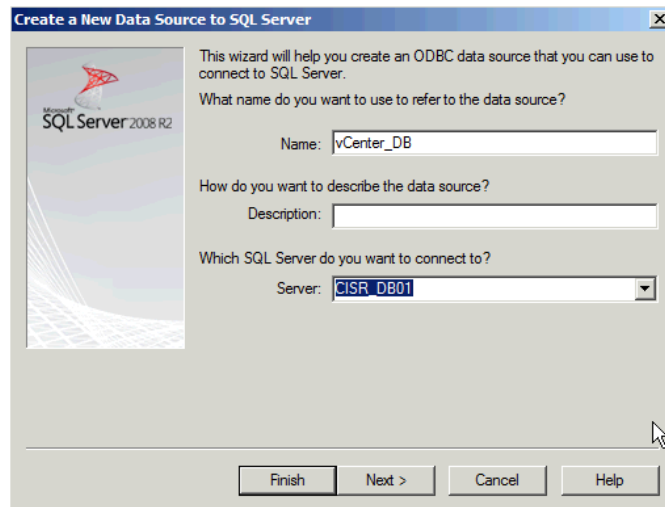 Create a New Data Source to SQL Server
Microsoft
SQL Server 2008 R2
This wizard will help you create an ODBC data source that you can use to
connect to SQL Server.
What name do you want to use to refer to the data source?
Name: vCenter_DB
How do you want to describe the data source?
Description:
Which SQL Server do you want to connect to?
Server: CISR_DB01
Finish Next > Cancel Help